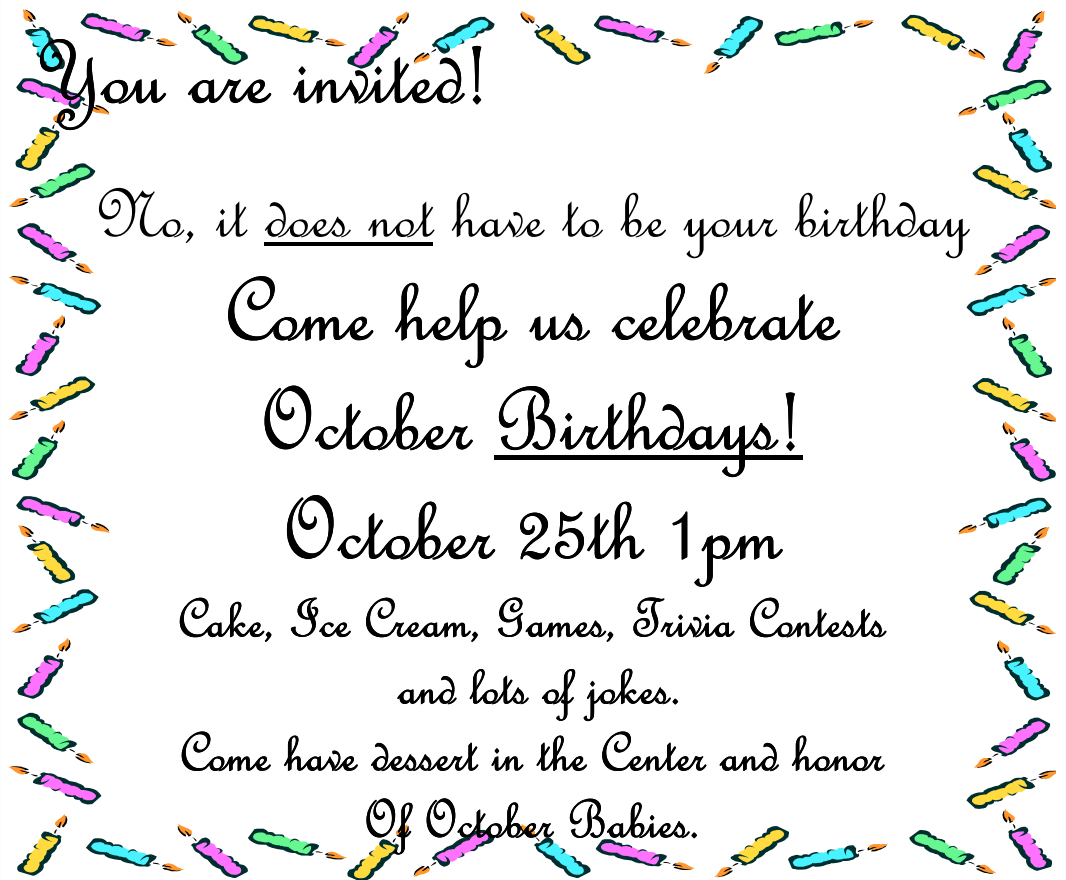 You are invited!
No, it does not have to be your birthday
Come help us celebrate
October Birthdays!
October 25th 1pm
Cake, Ice Cream, Games, Trivia Contests
and lots of jokes.
Come have dessert in the Center and honor
Of October Babies.